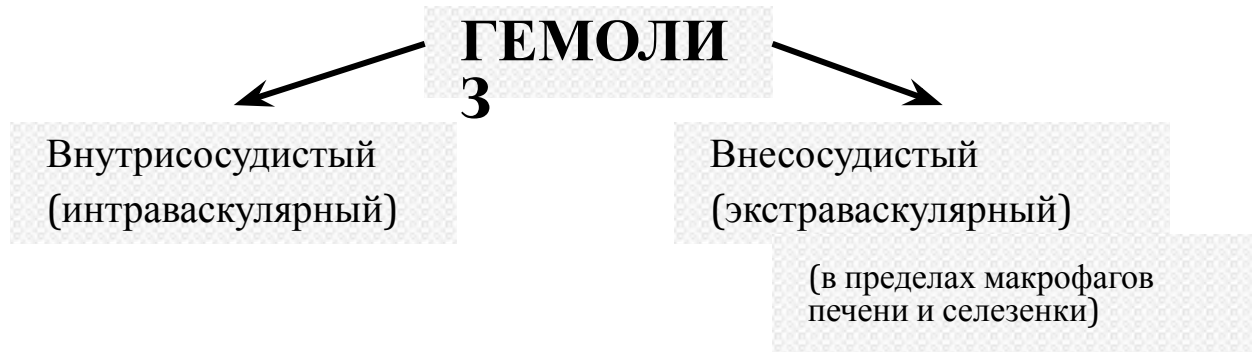 ГЕМОЛИ
З
Внутрисосудистый
(интраваскулярный)
Внесосудистый
(экстраваскулярный)
(в пределах макрофагов
печени и селезенки)